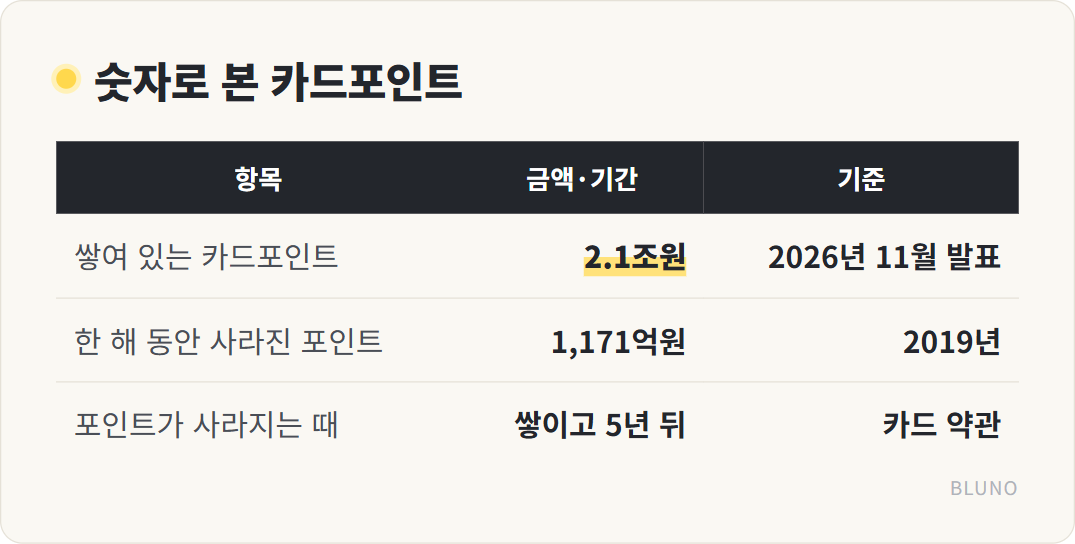 숫자로 본 카드포인트
항목 금액·기간 기준
쌓여 있는 카드포인트 2.1조원 2026년 11월 발표
한 해 동안 사라진 포인트 1,171억원 2019년
포인트가 사라지는 때 쌓이고 5년 뒤 카드 약관
BLUNO